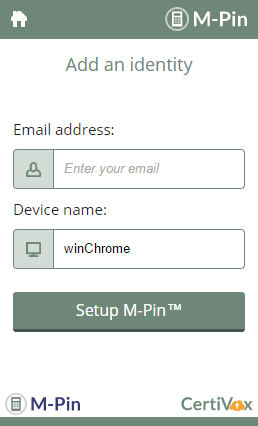 M-Pin
Add an identity
Email address:
Enter your email
Device name:
winChrome
Setup M-Pin™
M-Pin
CertiVox